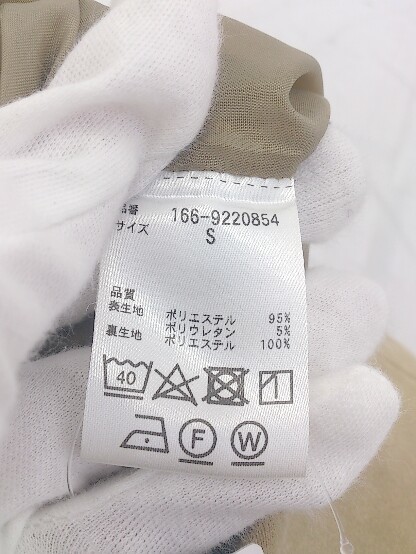 品番 166-9220854
サイズ S
品質
表生地 ポリエステル 95%
ポリウレタン 5%
裏生地 ポリエステル 100%
40
F W